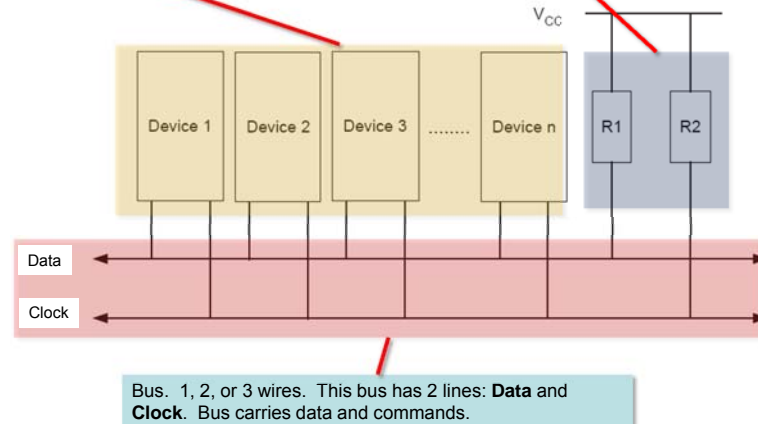 V_CC
Device 1 Device 2 Device 3 ........ Device n R1 R2
Data
Clock
Bus. 1, 2, or 3 wires. This bus has 2 lines: Data and
Clock. Bus carries data and commands.